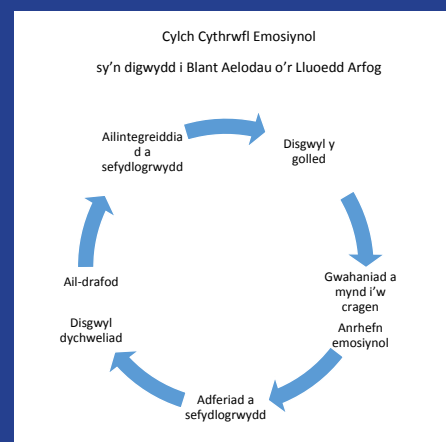 Cylch Cythrwfl Emosiynol
sy’n digwydd i Blant Aelodau o’r Lluoedd Arfog
Ailintegreiddia
d a
sefydlogrwydd
Disgwyl y
golled
Gwahaniad a
mynd i’w
cragen
Anrhefn
emosiynol
Adferiad a
sefydlogrwydd
Disgwyl
dychweliad
Ail-drafod